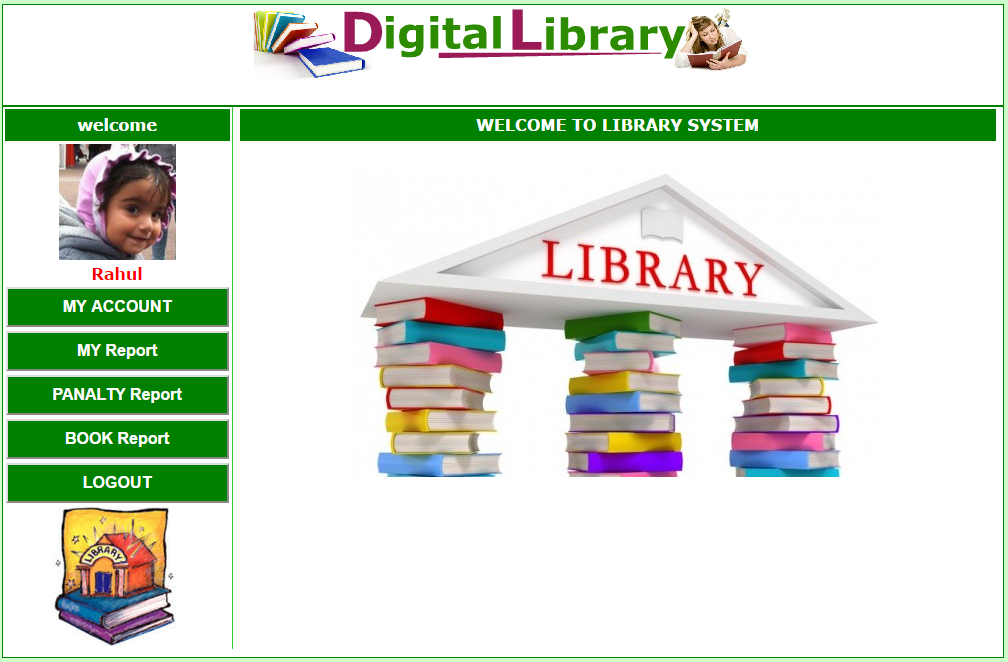 Digital Library
welcome
WELCOME TO LIBRARY SYSTEM
LIBRARY
Rahul
MY ACCOUNT
MY Report
PANALTY Report
BOOK Report
LOGOUT
LIBRARY